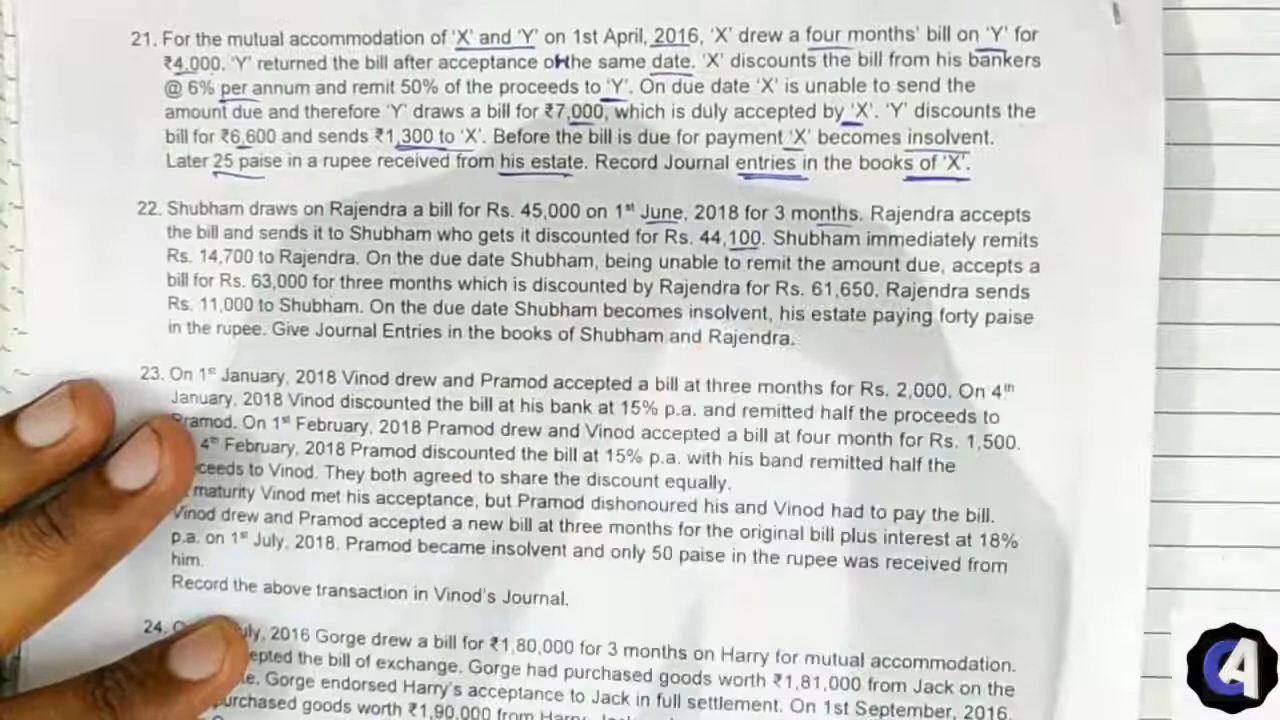 21. For the mutual accommodation of 'X' and 'Y' on 1st April, 2016, 'X' drew a four months' bill on 'Y' for
₹4,000. 'Y' returned the bill after acceptance of the same date. 'X' discounts the bill from his bankers
@ 6% per annum and remit 50% of the proceeds to 'Y'. On due date 'X' is unable to send the
amount due and therefore 'Y' draws a bill for ₹7,000, which is duly accepted by 'X'. 'Y' discounts the
bill for ₹6,600 and sends ₹1,300 to 'X'. Before the bill is due for payment 'X' becomes insolvent.
Later 25 paise in a rupee received from his estate. Record Journal entries in the books of 'X'.
22. Shubham draws on Rajendra a bill for Rs. 45,000 on 1st June, 2018 for 3 months. Rajendra accepts
the bill and sends it to Shubham who gets it discounted for Rs. 44,100. Shubham immediately remits
Rs. 14,700 to Rajendra. On the due date Shubham, being unable to remit the amount due, accepts a
bill for Rs. 63,000 for three months which is discounted by Rajendra for Rs. 61,650. Rajendra sends
Rs. 11,000 to Shubham. On the due date Shubham becomes insolvent, his estate paying forty paise
in the rupee. Give Journal Entries in the books of Shubham and Rajendra.
23. On 1st January, 2018 Vinod drew and Pramod accepted a bill at three months for Rs. 2,000. On 4th
January, 2018 Vinod discounted the bill at his bank at 15% p.a. and remitted half the proceeds to
Pramod. On 1st February, 2018 Pramod drew and Vinod accepted a bill at four month for Rs. 1,500.
4th February, 2018 Pramod discounted the bill at 15% p.a. with his band remitted half the
ceeds to Vinod. They both agreed to share the discount equally.
maturity Vinod met his acceptance, but Pramod dishonoured his and Vinod had to pay the bill.
Vinod drew and Pramod accepted a new bill at three months for the original bill plus interest at 18%
p.a. on 1st July, 2018. Pramod became insolvent and only 50 paise in the rupee was received from
him.
Record the above transaction in Vinod's Journal.
24. uly, 2016 Gorge drew a bill for ₹1,80,000 for 3 months on Harry for mutual accommodation.
epted the bill of exchange. Gorge had purchased goods worth ₹1,81,000 from Jack on the
te. Gorge endorsed Harry's acceptance to Jack in full settlement. On 1st September, 2016,
purchased goods worth ₹1,90,000 from
CA